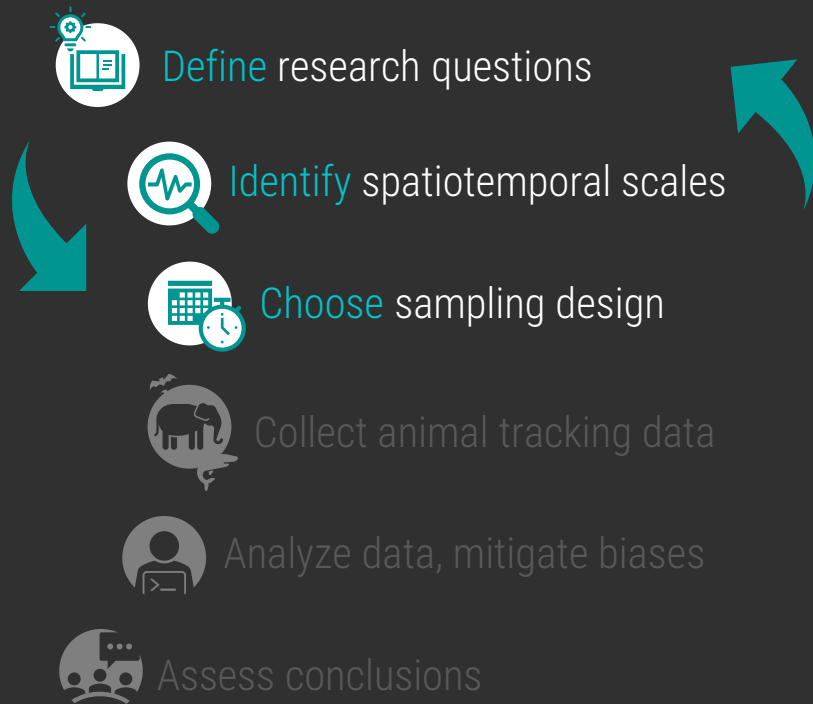 Define research questions
Identify spatiotemporal scales
Choose sampling design
Collect animal tracking data
Analyze data, mitigate biases
>_
Assess conclusions